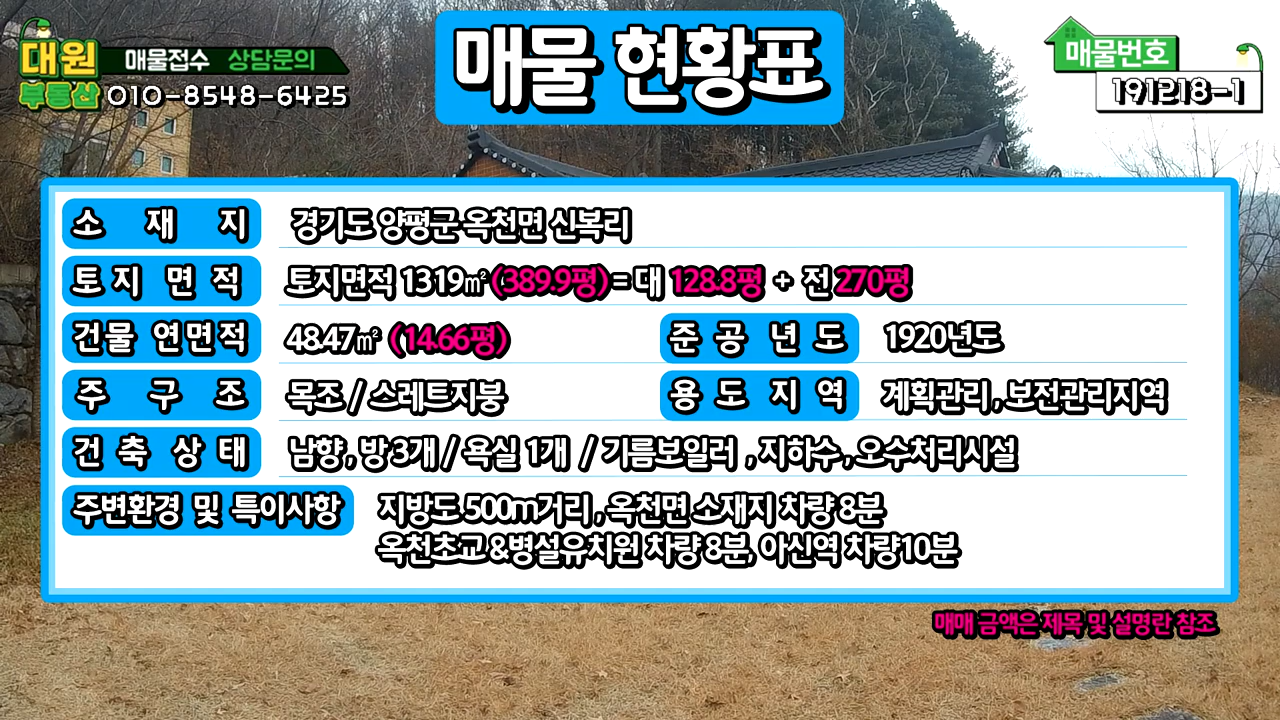 대원 매물접수 상담문의
부동산 010-8548-6425
매물 현황표
매물번호
191218-1
소 재 지 경기도 양평군 옥천면 신복리
토지 면적 토지면적 1319㎡(389.9평) = 대 128.8평 + 전 270평
건물 연면적 48.47㎡ (14.66평) 준 공 년 도 1920년도
주 구 조 목조 / 스레트지붕 용 도 지 역 계획관리, 보전관리지역
건 축 상 태 남향, 방3개 / 욕실 1개 / 기름보일러 , 지하수, 오수처리시설
주변환경 및 특이사항 지방도 500m거리, 옥천면 소재지 차량 8분
옥천초교&병설유치원 차량 8분, 아신역 차량10분
매매 금액은 제목 및 설명란 참조